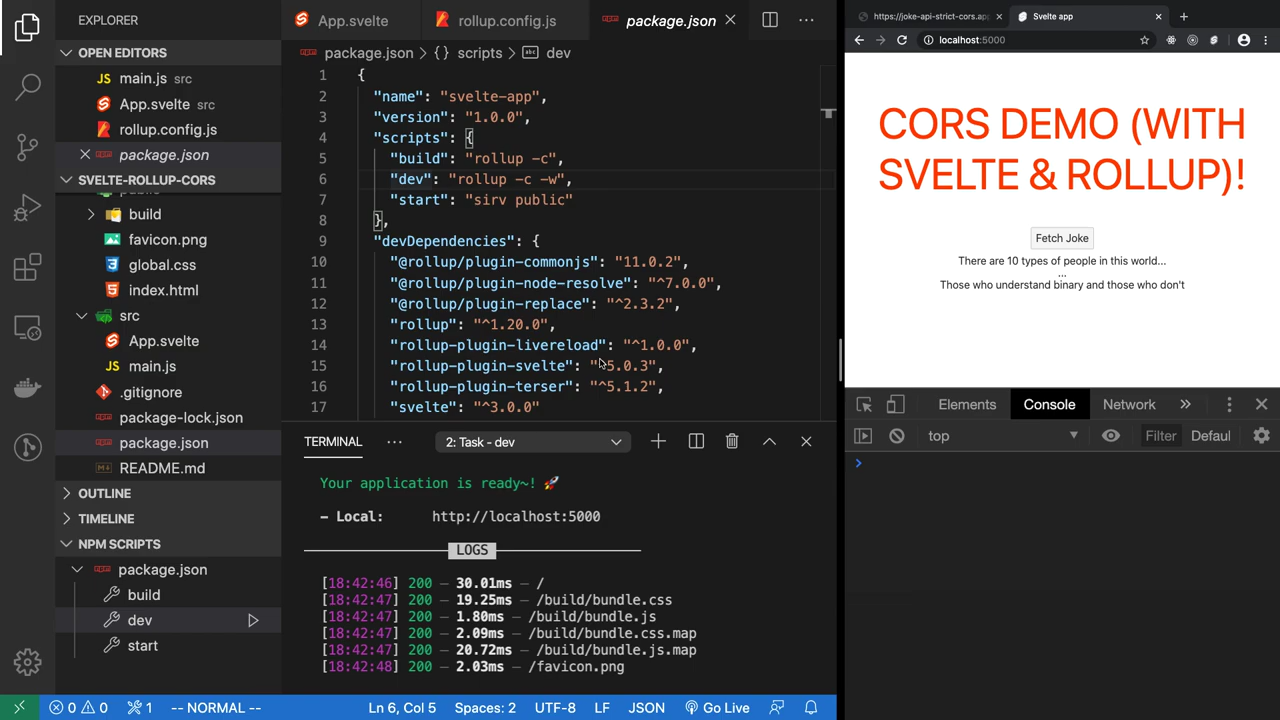 EXPLORER
OPEN EDITORS
main.js src
App.svelte src
rollup.config.js
package.json
SVELTE-ROLLUP-CORS
build
favicon.png
global.css
index.html
src
App.svelte
main.js
.gitignore
package-lock.json
package.json
README.md
OUTLINE
TIMELINE
NPM SCRIPTS
package.json
build
dev
start
App.svelte
rollup.config.js
package.json
package.json › {} scripts › abc dev
1 {
2 "name": "svelte-app",
3 "version": "1.0.0",
4 "scripts": {
5 "build": "rollup -c",
6 "dev": "rollup -c -w",
7 "start": "sirv public"
8 },
9 "devDependencies": {
10 "@rollup/plugin-commonjs": "11.0.2",
11 "@rollup/plugin-node-resolve": "^7.0.0",
12 "@rollup/plugin-replace": "^2.3.2",
13 "rollup": "^1.20.0",
14 "rollup-plugin-livereload": "^1.0.0",
15 "rollup-plugin-svelte": "^5.0.3",
16 "rollup-plugin-terser": "^5.1.2",
17 "svelte": "^3.0.0"
TERMINAL
2: Task - dev
Your application is ready~! 🚀
- Local: http://localhost:5000
LOGS
[18:42:46] 200 — 30.01ms — /
[18:42:47] 200 — 19.25ms — /build/bundle.css
[18:42:47] 200 — 1.80ms — /build/bundle.js
[18:42:47] 200 — 2.09ms — /build/bundle.css.map
[18:42:47] 200 — 20.72ms — /build/bundle.js.map
[18:42:48] 200 — 2.03ms — /favicon.png
0 0 1 -- NORMAL -- Ln 6, Col 5 Spaces: 2 UTF-8 LF JSON Go Live
https://joke-api-strict-cors.app
Svelte app
localhost:5000
CORS DEMO (WITH
SVELTE & ROLLUP)!
Fetch Joke
There are 10 types of people in this world...
...
Those who understand binary and those who don't
Elements Console Network
top Filter Defaul